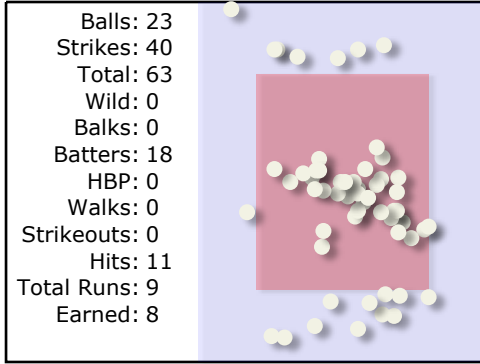 Balls: 23
Strikes: 40
Total: 63
Wild: 0
Balks: 0
Batters: 18
HBP: 0
Walks: 0
Strikeouts: 0
Hits: 11
Total Runs: 9
Earned: 8